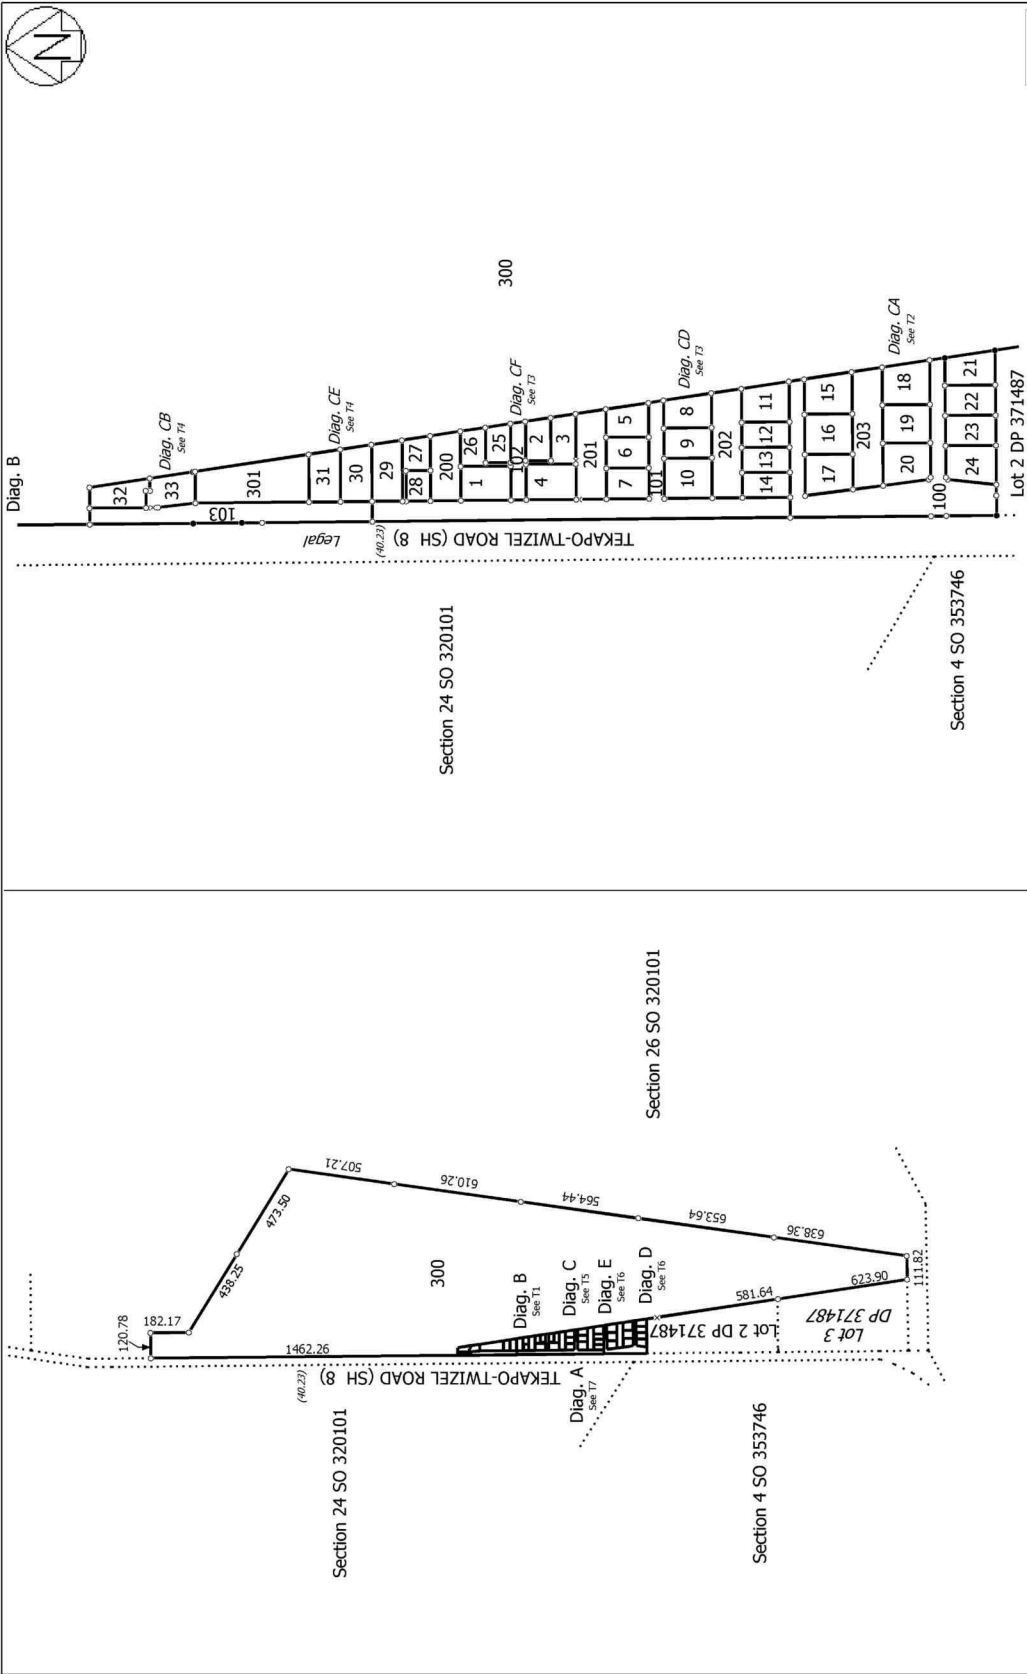 N
Diag. B
32
33
Diag. CB
See T4
103
301
31
Diag. CE
See T4
30
29
28
27
200
26
25
1
102
Diag. CF
See T3
2
3
4
201
5
6
7
101
8
9
10
Diag. CD
See T3
202
11
12
13
14
15
16
17
203
18
19
20
Diag. CA
See T2
100
21
22
23
24
Lot 2 DP 371487
300
Legal
(40.23)
TEKAPO-TWIZEL ROAD (SH 8)
Section 24 SO 320101
Section 4 SO 353746
120.78
182.17
438.25
473.50
507.21
610.26
564.44
653.64
638.36
111.82
623.90
581.64
1462.26
300
Section 26 SO 320101
Diag. B
See T1
Diag. C
See T5
Diag. E
See T6
Diag. D
See T6
Lot 2 DP 371487
Lot 3
DP 371487
(40.23)
TEKAPO-TWIZEL ROAD (SH 8)
Diag. A
See T7
Section 24 SO 320101
Section 4 SO 353746